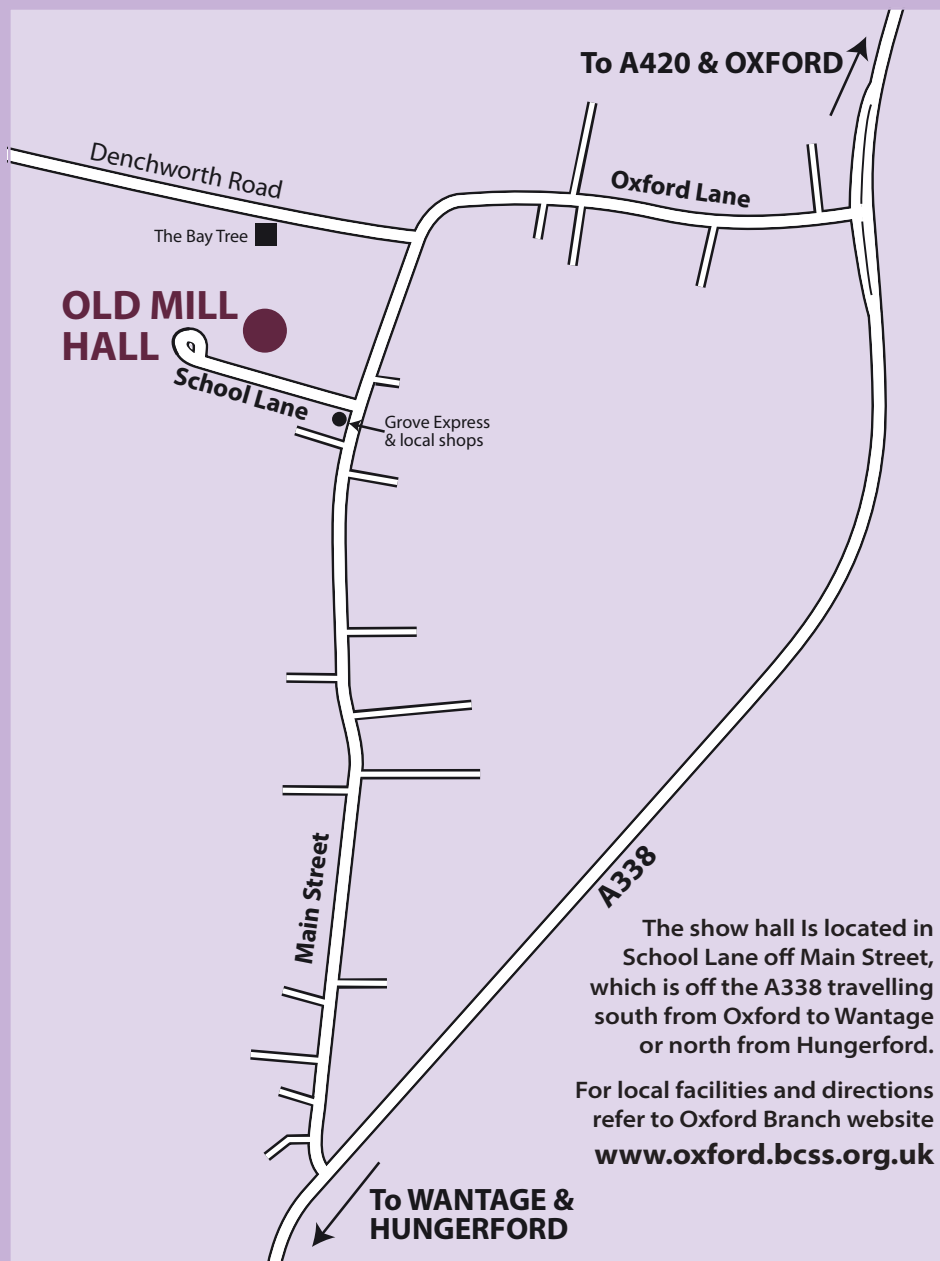 To A420 & OXFORD
Denchworth Road
Oxford Lane
The Bay Tree
OLD MILL
HALL
School Lane
Grove Express
& local shops
Main Street
A338
The show hall Is located in
School Lane off Main Street,
which is off the A338 travelling
south from Oxford to Wantage
or north from Hungerford.
For local facilities and directions
refer to Oxford Branch website
www.oxford.bcss.org.uk
To WANTAGE &
HUNGERFORD